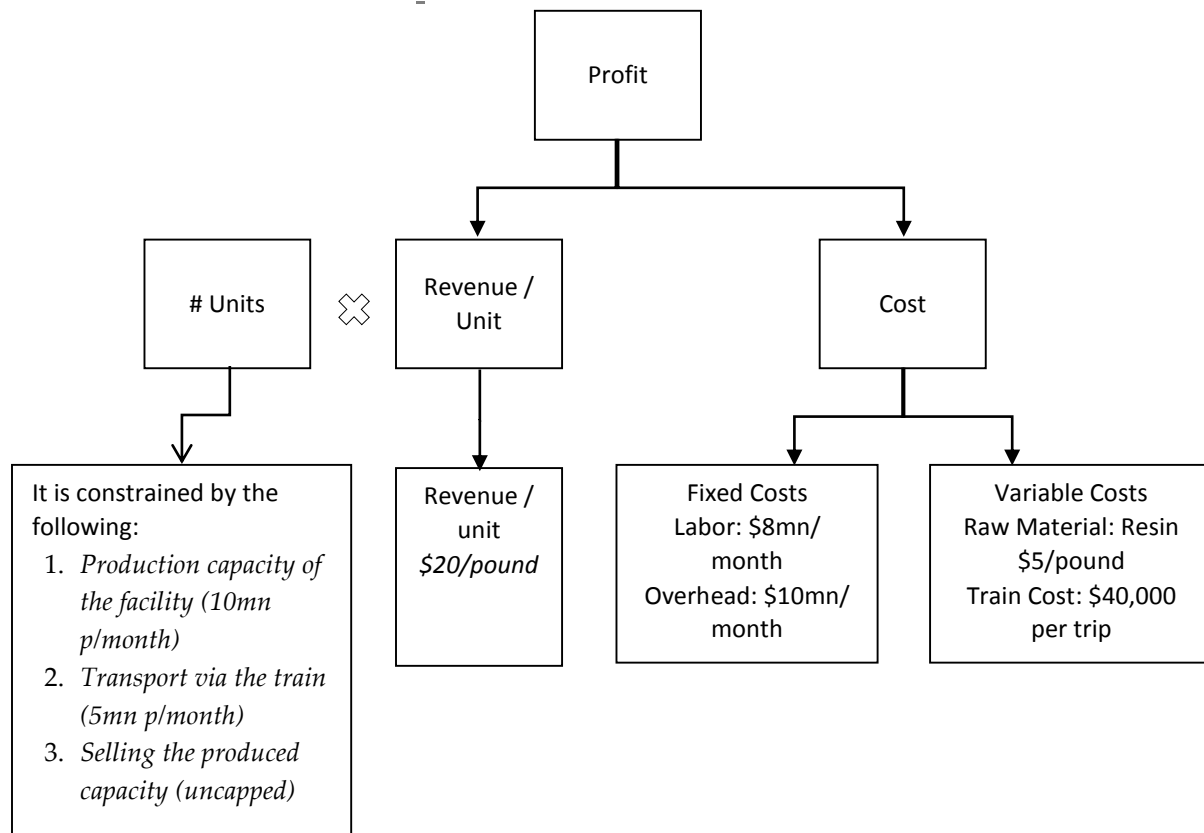 Profit
# Units
Revenue /
Unit
Cost
It is constrained by the
following:
1. Production capacity of
the facility (10mn
p/month)
2. Transport via the train
(5mn p/month)
3. Selling the produced
capacity (uncapped)
Revenue /
unit
$20/pound
Fixed Costs
Labor: $8mn/
month
Overhead: $10mn/
month
Variable Costs
Raw Material: Resin
$5/pound
Train Cost: $40,000
per trip